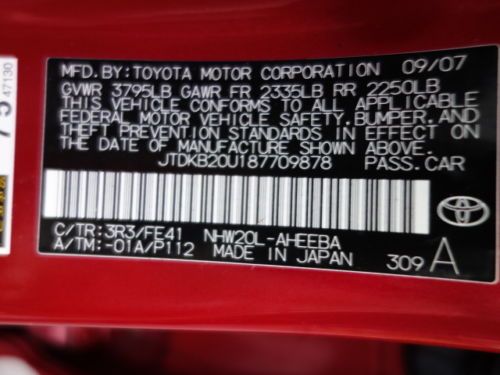 MFD. BY: TOYOTA MOTOR CORPORATION 09/07
GVWR 3795LB GAWR FR 2335LB RR 2250LB
THIS VEHICLE CONFORMS TO ALL APPLICABLE
FEDERAL MOTOR VEHICLE SAFETY, BUMPER, AND
THEFT PREVENTION STANDARDS IN EFFECT ON
THE DATE OF MANUFACTURE SHOWN ABOVE.
JTDKB20U187709878 PASS. CAR
C/TR: 3R3/FE41 NHW20L-AHEEBA
A/TM: -01A/P112 MADE IN JAPAN 309 A
TOYOTA
47130